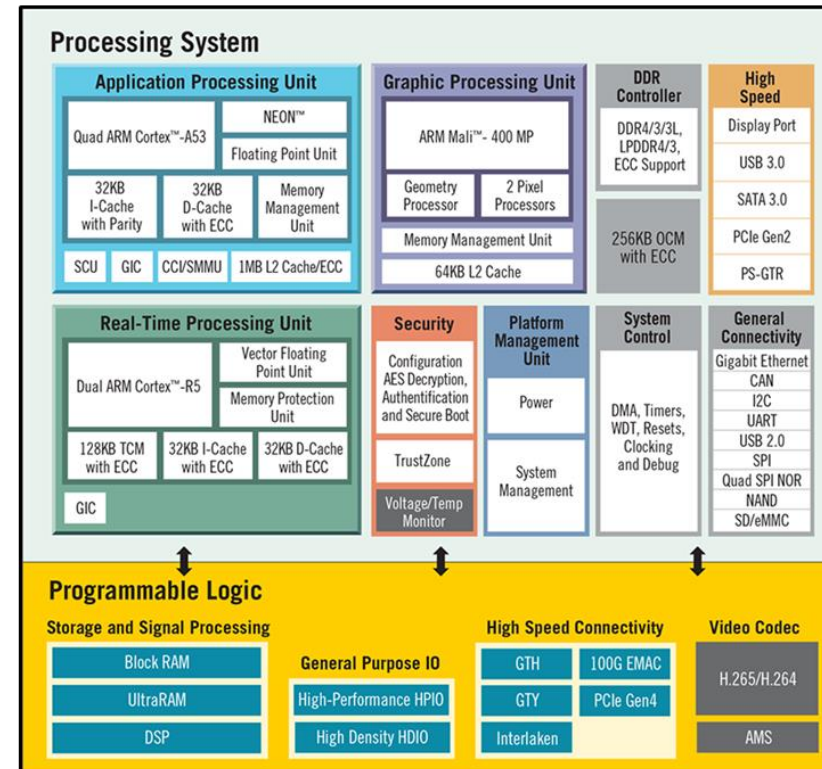 Processing System
Application Processing Unit
Quad ARM Cortex™-A53
NEON™
Floating Point Unit
32KB
I-Cache
with Parity
32KB
D-Cache
with ECC
Memory
Management
Unit
SCU
GIC
CCI/SMMU
1MB L2 Cache/ECC
Graphic Processing Unit
ARM Mali™- 400 MP
Geometry
Processor
2 Pixel
Processors
Memory Management Unit
64KB L2 Cache
DDR
Controller
DDR4/3/3L,
LPDDR4/3,
ECC Support
256KB OCM
with ECC
High
Speed
Display Port
USB 3.0
SATA 3.0
PCIe Gen2
PS-GTR
Real-Time Processing Unit
Dual ARM Cortex™-R5
Vector Floating
Point Unit
Memory Protection
Unit
128KB TCM
with ECC
32KB I-Cache
with ECC
32KB D-Cache
with ECC
GIC
Security
Configuration
AES Decryption,
Authentification
and Secure Boot
TrustZone
Voltage/Temp
Monitor
Platform
Management
Unit
Power
System
Management
System
Control
DMA, Timers,
WDT, Resets,
Clocking
and Debug
General
Connectivity
Gigabit Ethernet
CAN
I2C
UART
USB 2.0
SPI
Quad SPI NOR
NAND
SD/eMMC
Programmable Logic
Storage and Signal Processing
Block RAM
UltraRAM
DSP
General Purpose IO
High-Performance HPIO
High Density HDIO
High Speed Connectivity
GTH
100G EMAC
GTY
PCIe Gen4
Interlaken
Video Codec
H.265/H.264
AMS